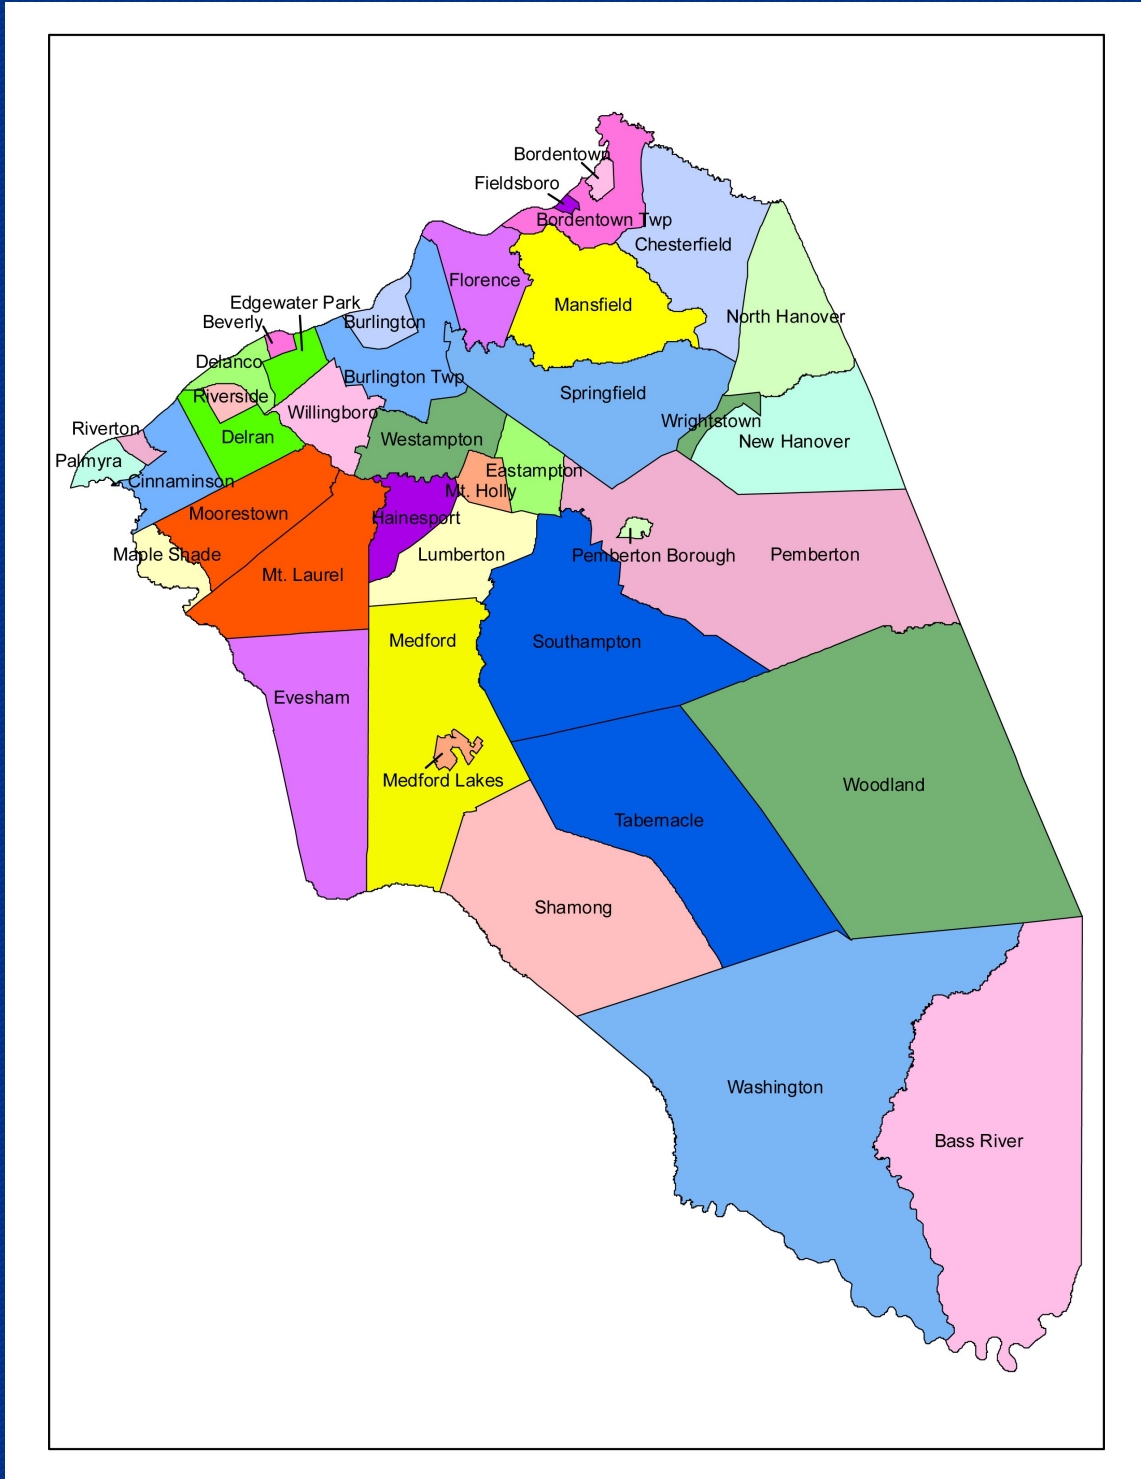 Bordentown
Fieldsboro
Bordentown Twp
Chesterfield
Florence
Edgewater Park
Mansfield
Beverly
Burlington
North Hanover
Delanco
Burlington Twp
Springfield
Riverside
Willingboro
Wrightstown
Riverton
Delran
Westampton
New Hanover
Palmyra
Eastampton
Cinnaminson
Mt. Holly
Moorestown
Hainesport
Maple Shade
Lumberton
Pemberton Borough
Pemberton
Mt. Laurel
Medford
Southampton
Evesham
Medford Lakes
Woodland
Tabernacle
Shamong
Washington
Bass River